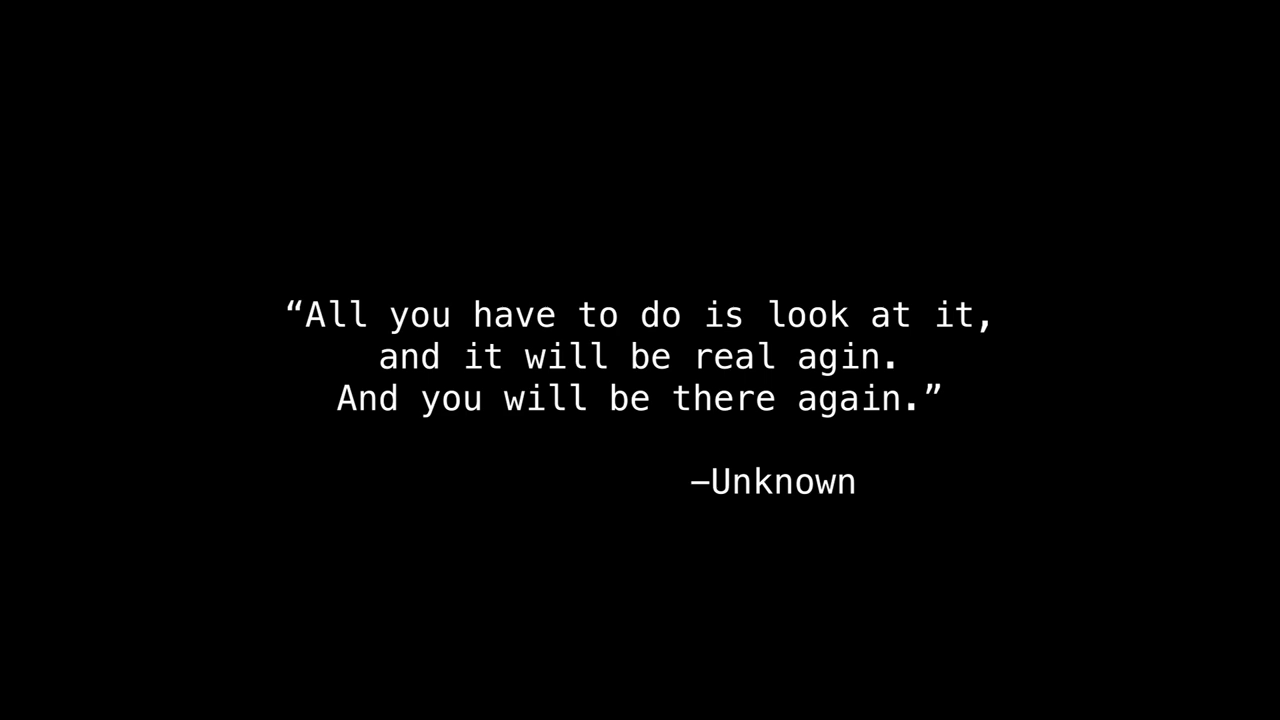 “All you have to do is look at it,
and it will be real agin.
And you will be there again.”
–Unknown